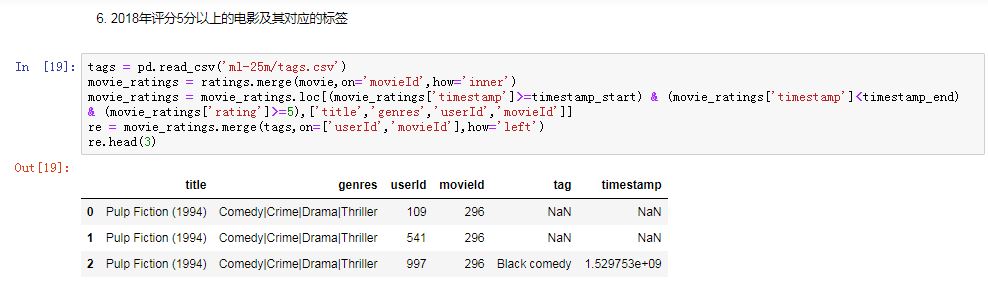 6. 2018年评分5分以上的电影及其对应的标签
In [19]: tags = pd.read_csv('ml-25m/tags.csv')
movie_ratings = ratings.merge(movie,on='movieId',how='inner')
movie_ratings = movie_ratings.loc[(movie_ratings['timestamp']>=timestamp_start) & (movie_ratings['timestamp']<timestamp_end)
& (movie_ratings['rating']>=5),['title','genres','userId','movieId']]
re = movie_ratings.merge(tags,on=['userId','movieId'],how='left')
re.head(3)
Out[19]:
title genres userId movieId tag timestamp
0 Pulp Fiction (1994) Comedy|Crime|Drama|Thriller 109 296 NaN NaN
1 Pulp Fiction (1994) Comedy|Crime|Drama|Thriller 541 296 NaN NaN
2 Pulp Fiction (1994) Comedy|Crime|Drama|Thriller 997 296 Black comedy 1.529753e+09